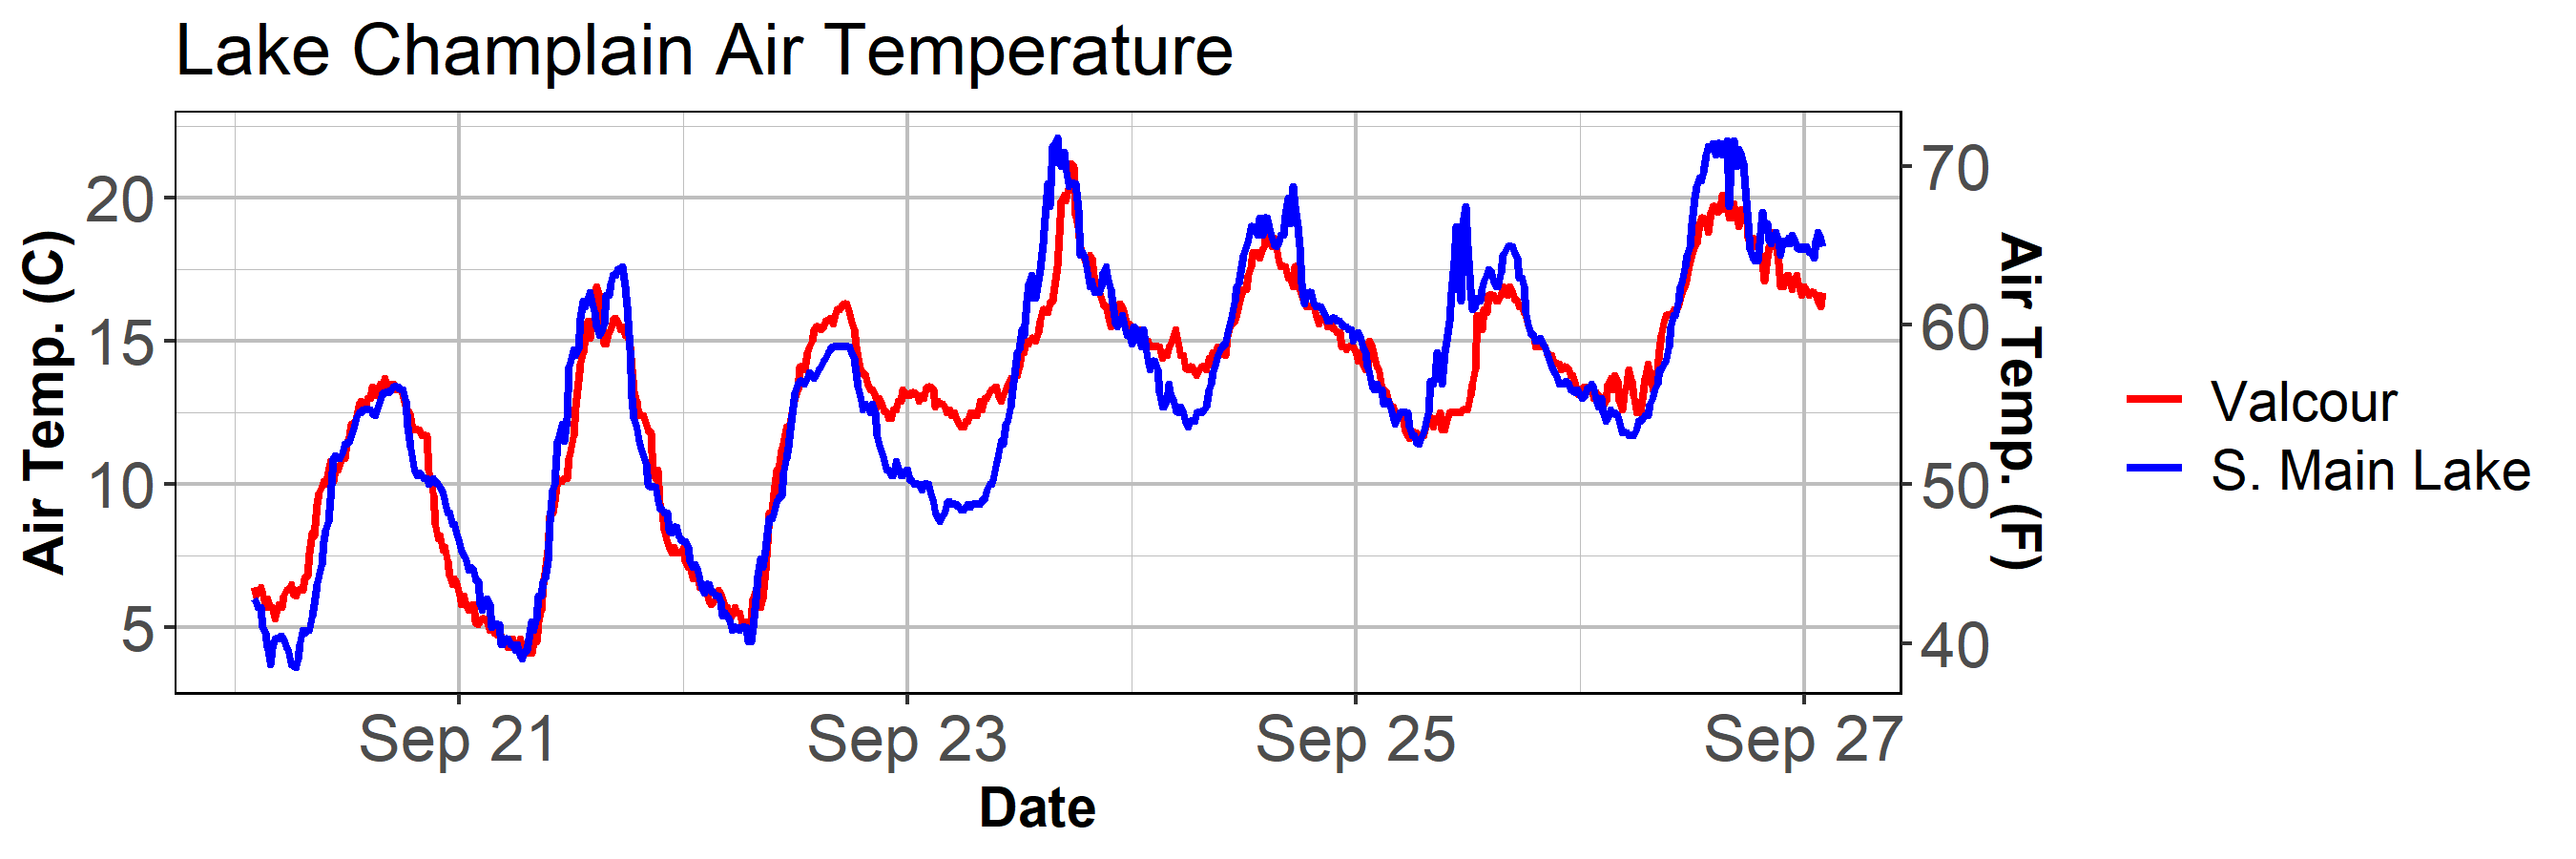 Lake Champlain Air Temperature
Air Temp. (C)
20
15
10
5
70
60
50
40
Air Temp. (F)
Sep 21
Sep 23
Sep 25
Sep 27
Date
Valcour
S. Main Lake